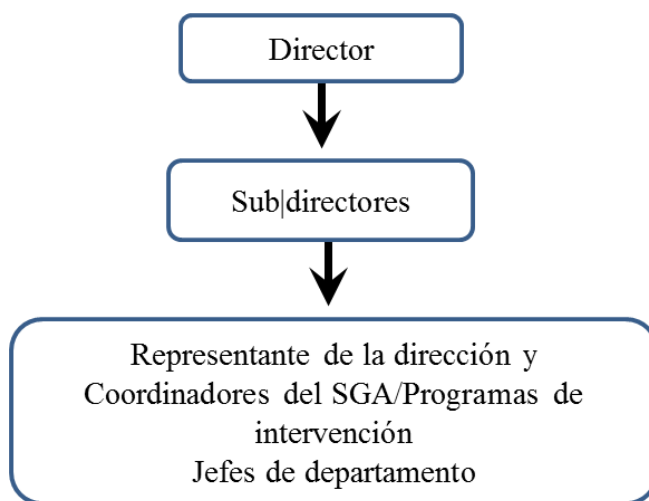 Director
Sub|directores
Representante de la dirección y
Coordinadores del SGA/Programas de
intervención
Jefes de departamento